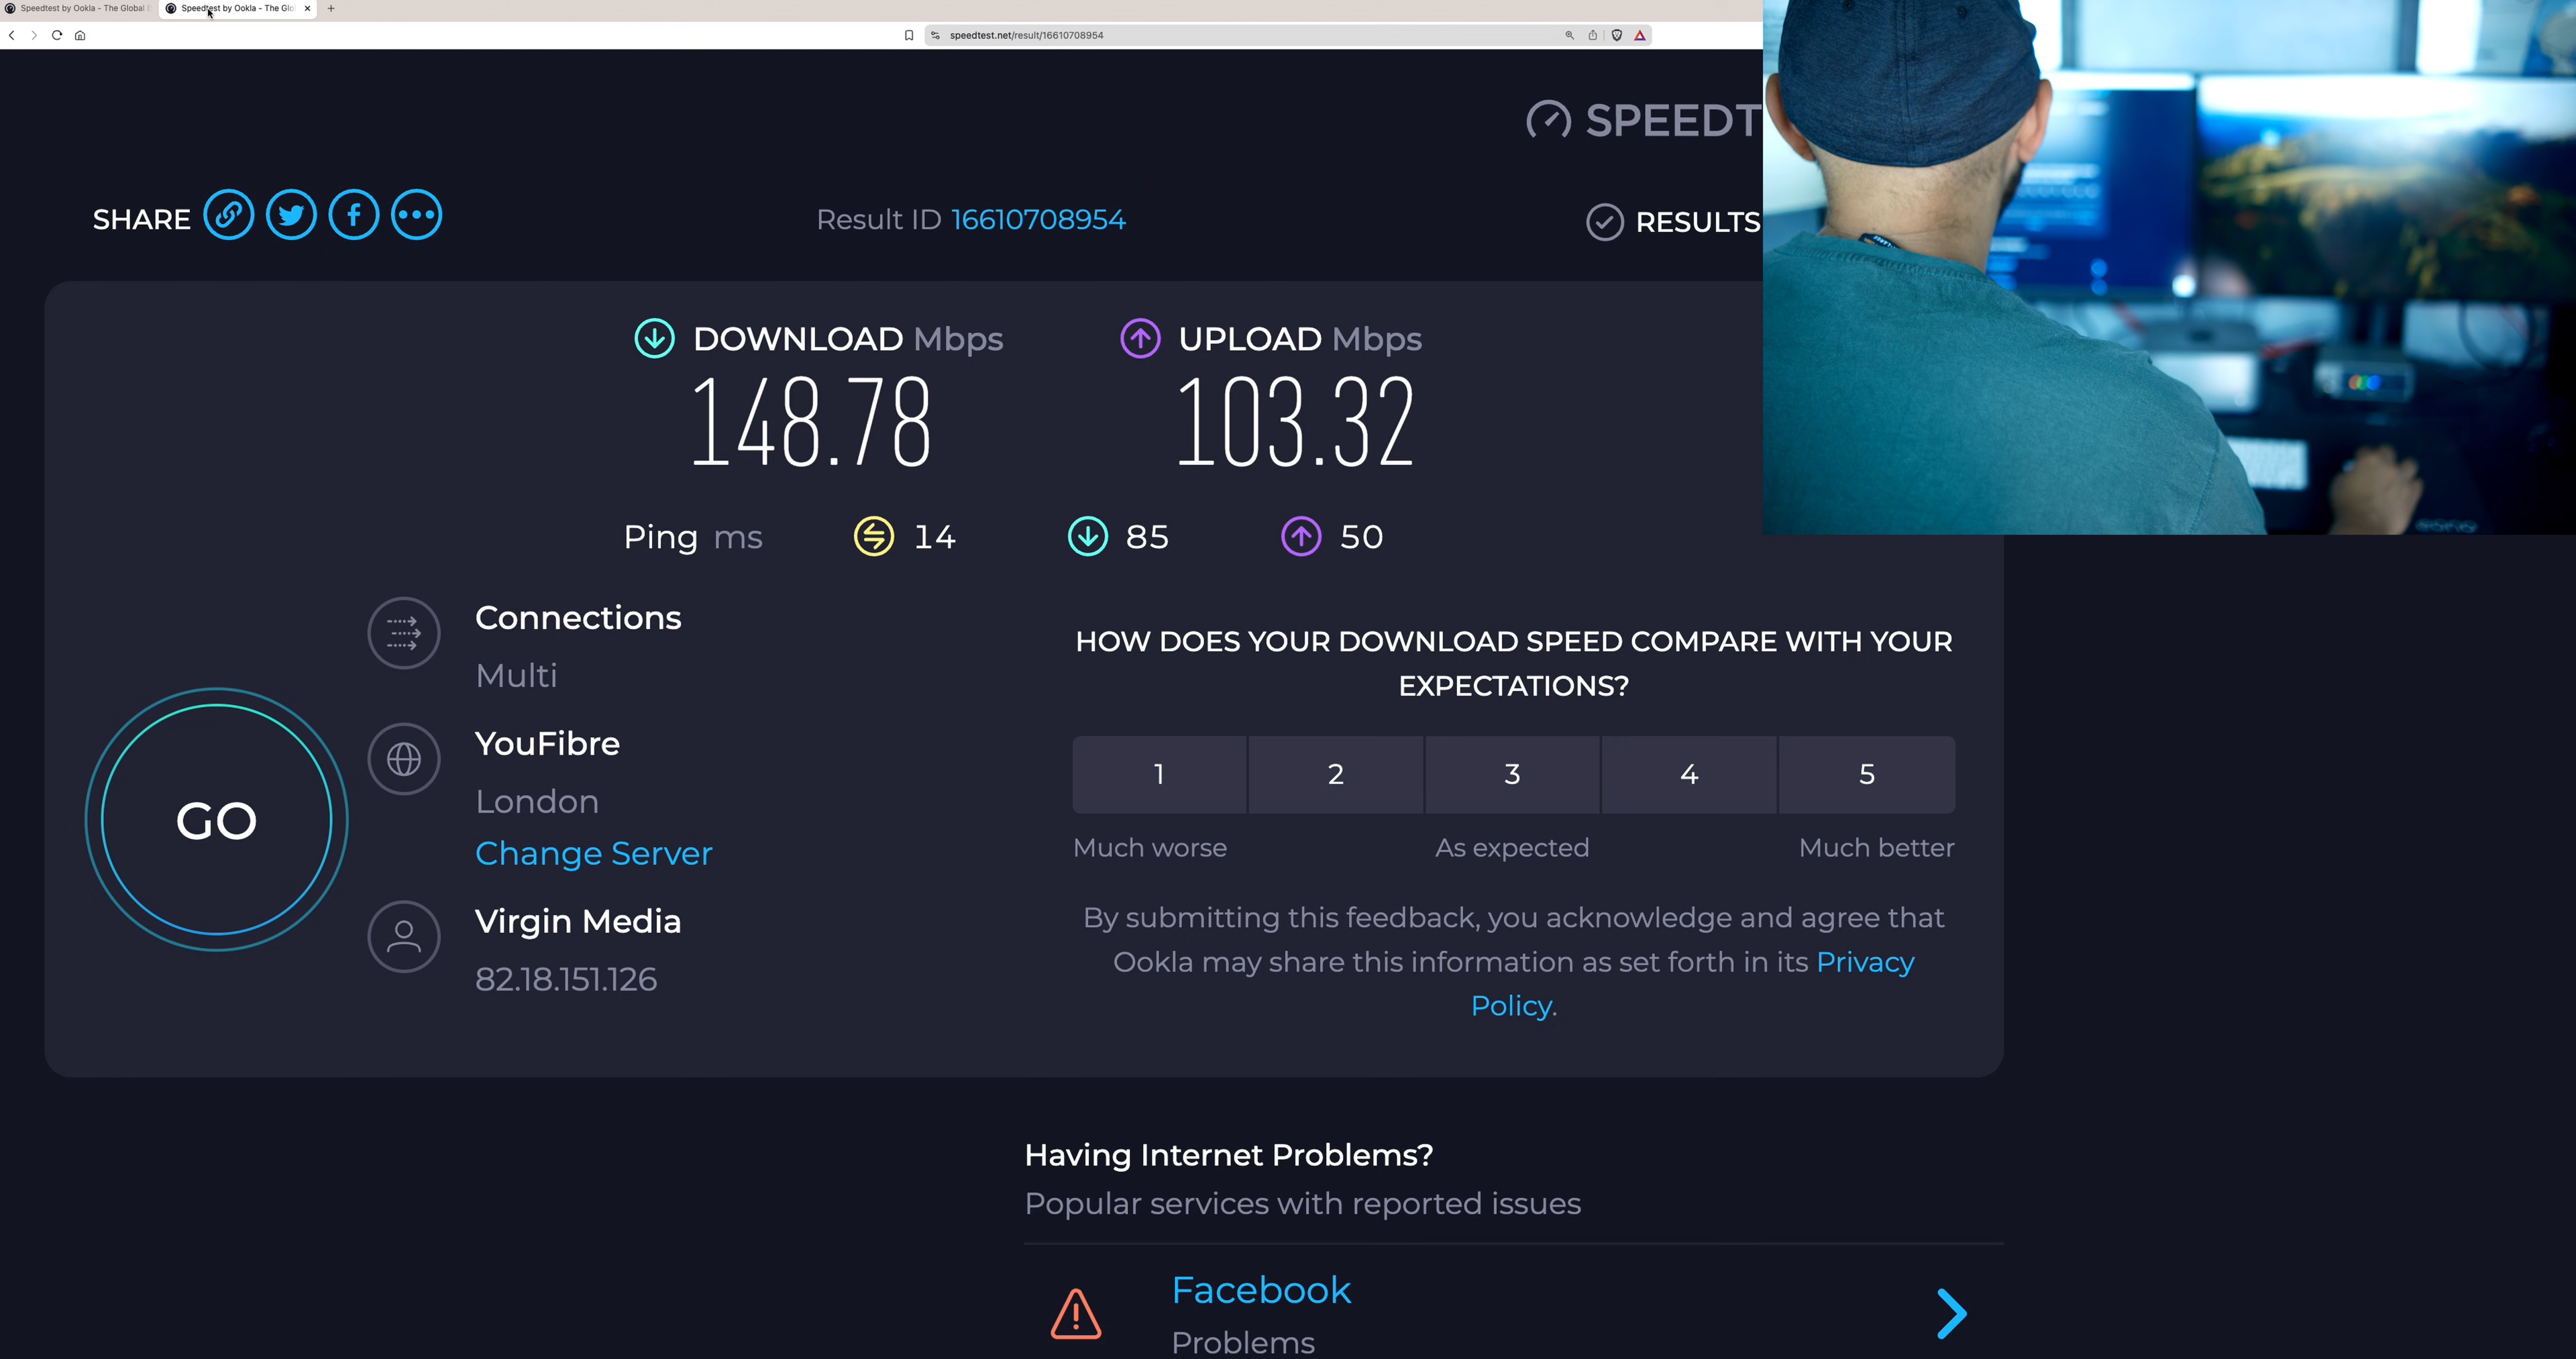 Speedtest by Ookla - The Global
Speedtest by Ookla - The Glo
speedtest.net/result/16610708954
SPEEDT
SHARE
Result ID 16610708954
RESULTS
DOWNLOAD Mbps
UPLOAD Mbps
148.78
103.32
Ping ms
14
85
50
Connections
Multi
YouFibre
London
Change Server
Virgin Media
82.18.151.126
GO
HOW DOES YOUR DOWNLOAD SPEED COMPARE WITH YOUR
EXPECTATIONS?
1
2
3
4
5
Much worse
As expected
Much better
By submitting this feedback, you acknowledge and agree that
Ookla may share this information as set forth in its Privacy
Policy.
Having Internet Problems?
Popular services with reported issues
Facebook
Problems